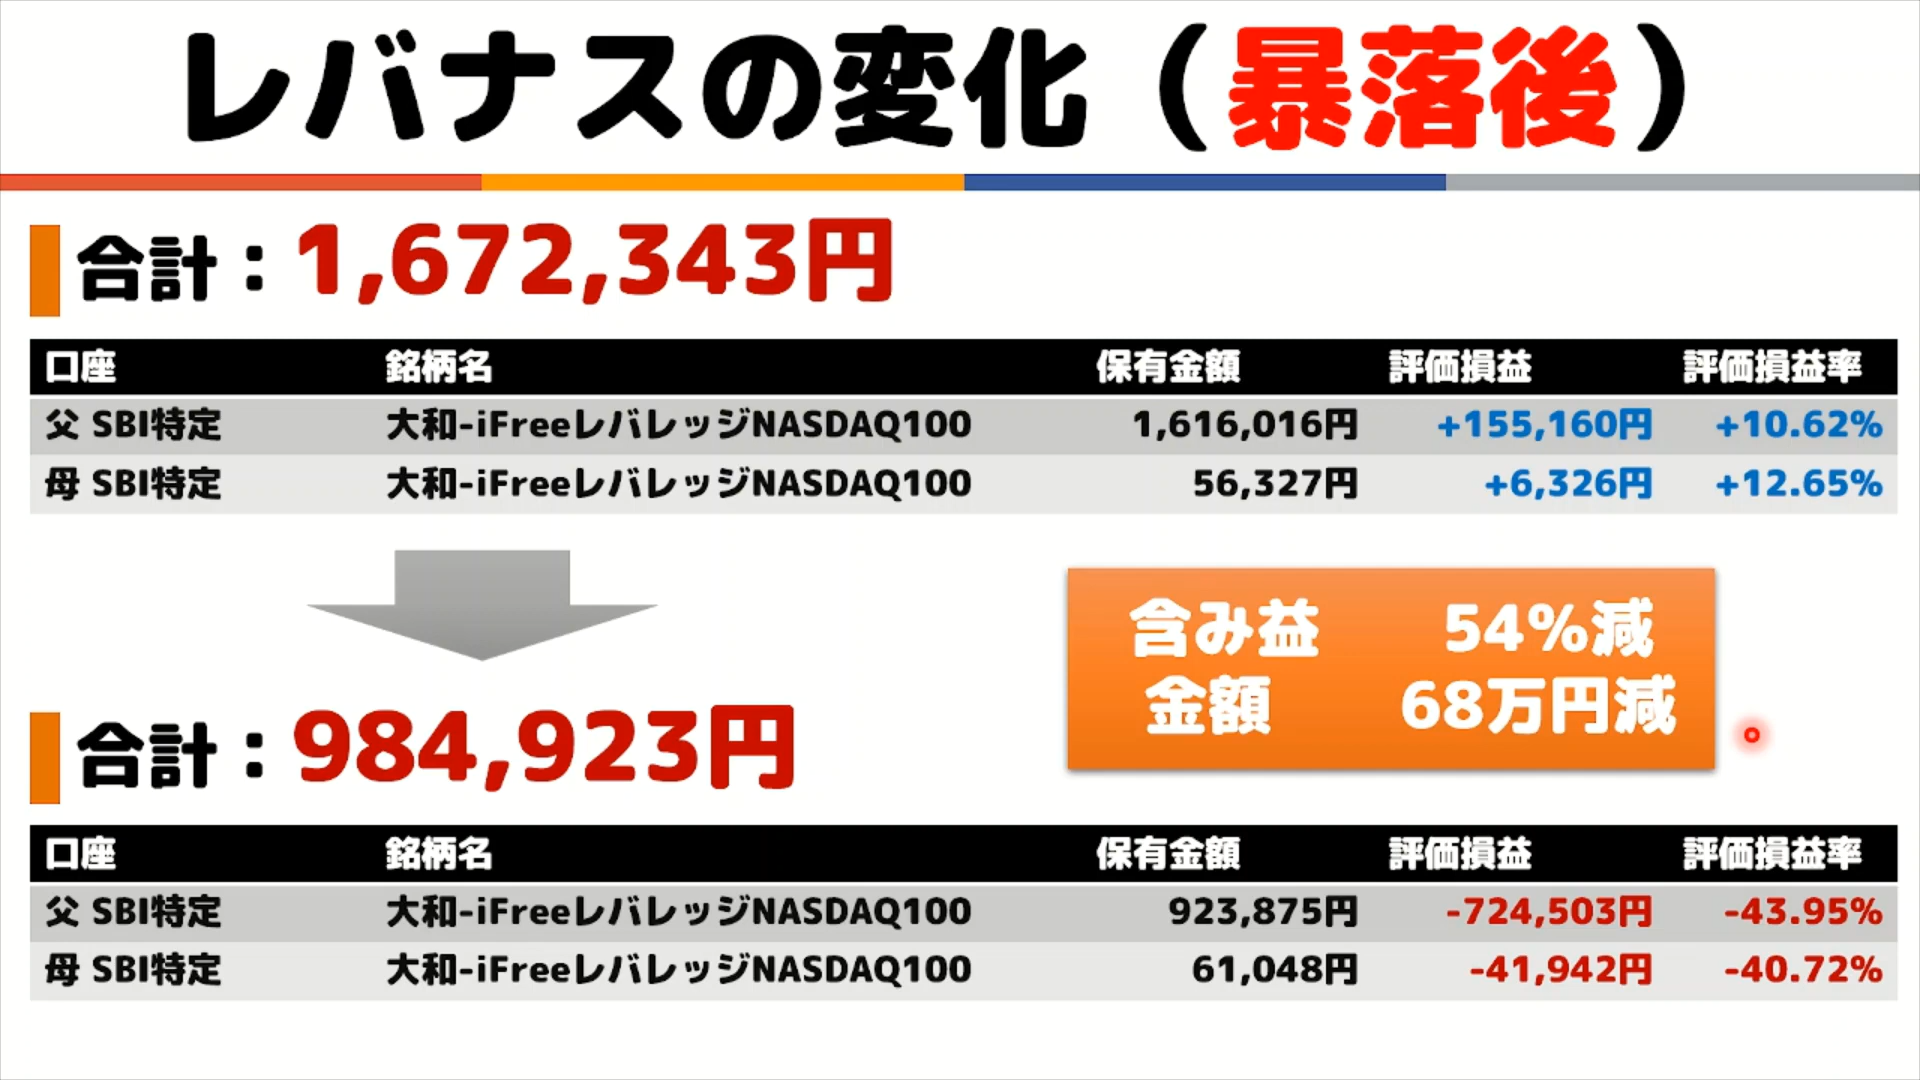 レバナスの変化（暴落後）
合計：1,672,343円
口座 銘柄名 保有金額 評価損益 評価損益率
父 SBI特定 大和-iFreeレバレッジNASDAQ100 1,616,016円 +155,160円 +10.62%
母 SBI特定 大和-iFreeレバレッジNASDAQ100 56,327円 +6,326円 +12.65%
含み益 54%減
金額 68万円減
合計：984,923円
口座 銘柄名 保有金額 評価損益 評価損益率
父 SBI特定 大和-iFreeレバレッジNASDAQ100 923,875円 -724,503円 -43.95%
母 SBI特定 大和-iFreeレバレッジNASDAQ100 61,048円 -41,942円 -40.72%